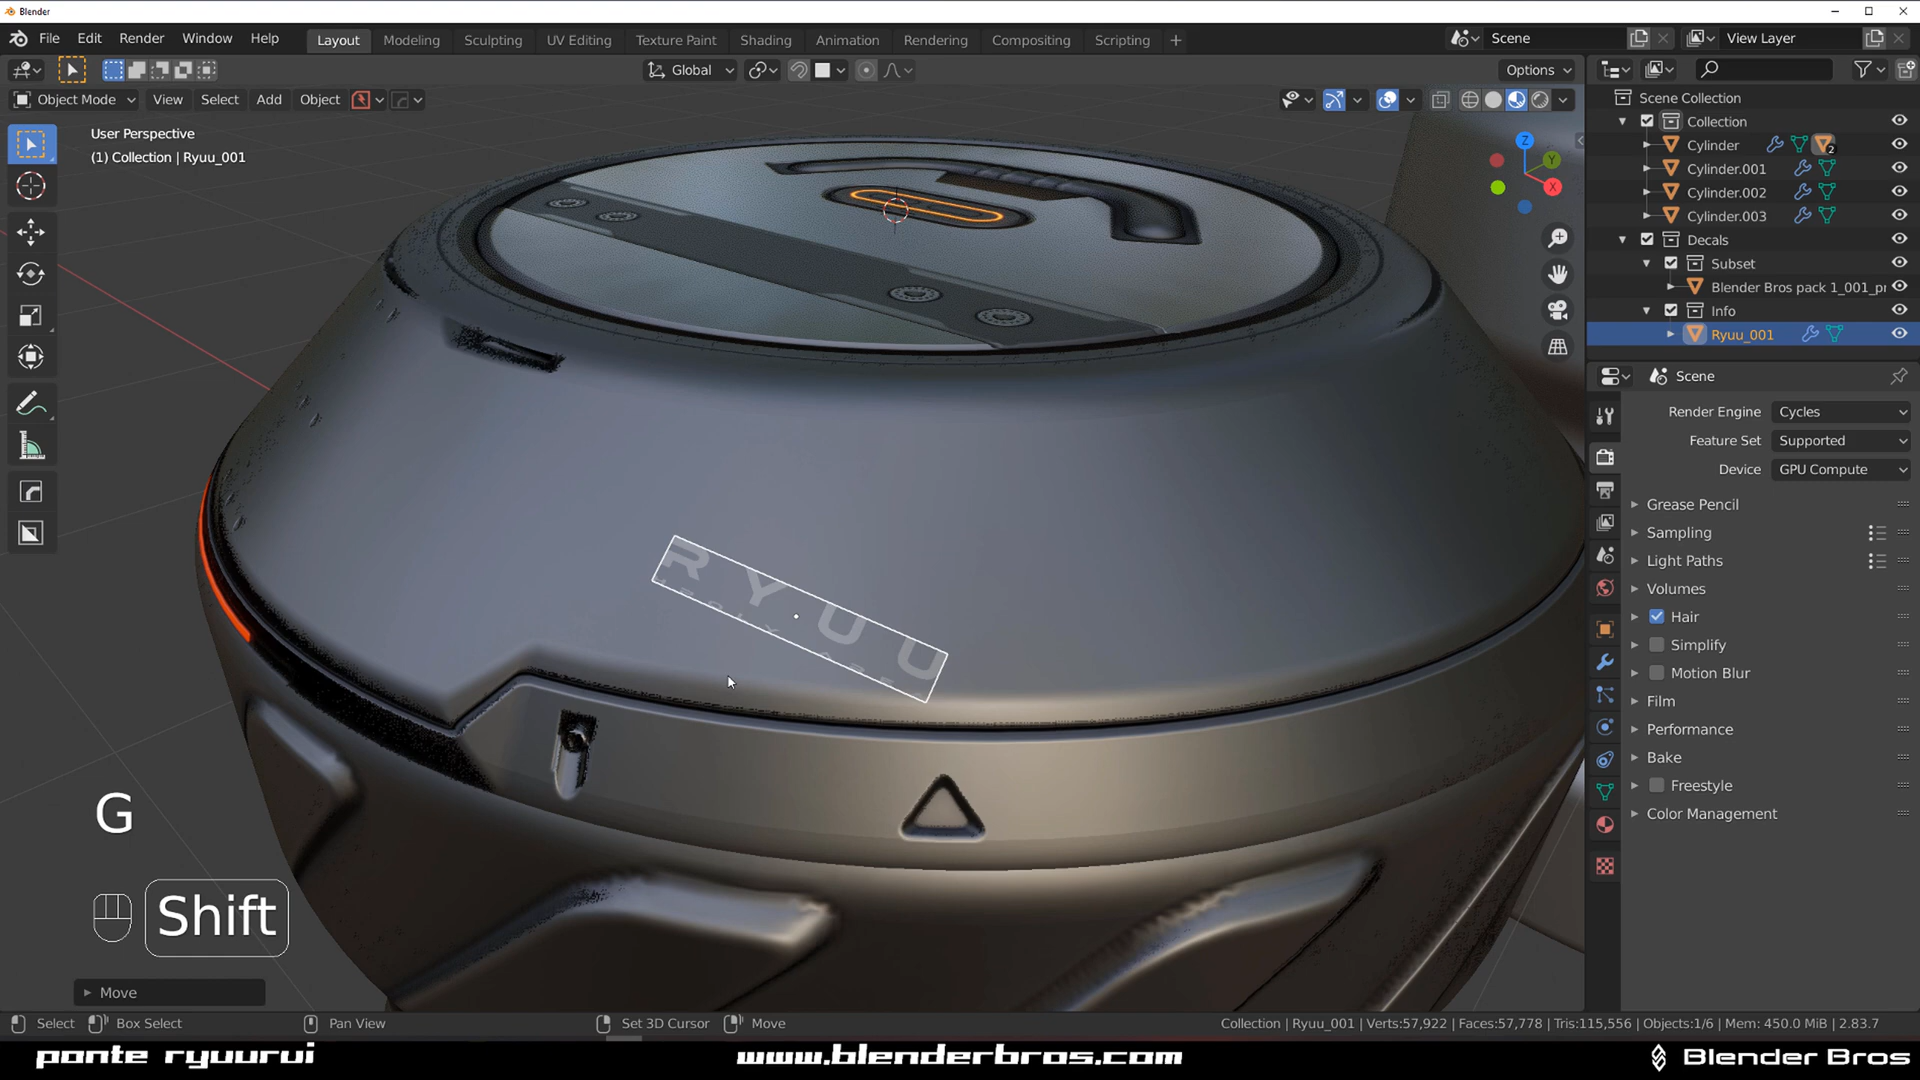 Blender
File Edit Render Window Help Layout Modeling Sculpting UV Editing Texture Paint Shading Animation Rendering Compositing Scripting + Scene View Layer
Global Options
Object Mode View Select Add Object
User Perspective
(1) Collection | Ryuu_001
Z
Y
X
Scene Collection
Collection
Cylinder 2
Cylinder.001
Cylinder.002
Cylinder.003
Decals
Subset
Blender Bros pack 1_001_pr
Info
Ryuu_001
Scene
Render Engine Cycles
Feature Set Supported
Device GPU Compute
Grease Pencil
Sampling
Light Paths
Volumes
Hair
Simplify
Motion Blur
Film
Performance
Bake
Freestyle
Color Management
RYUU
G
Shift
Move
Select Box Select Pan View Set 3D Cursor Move Collection | Ryuu_001 | Verts:57,922 | Faces:57,778 | Tris:115,556 | Objects:1/6 | Mem: 450.0 MiB | 2.83.7
ponte ryuurui www.blenderbros.com Blender Bros